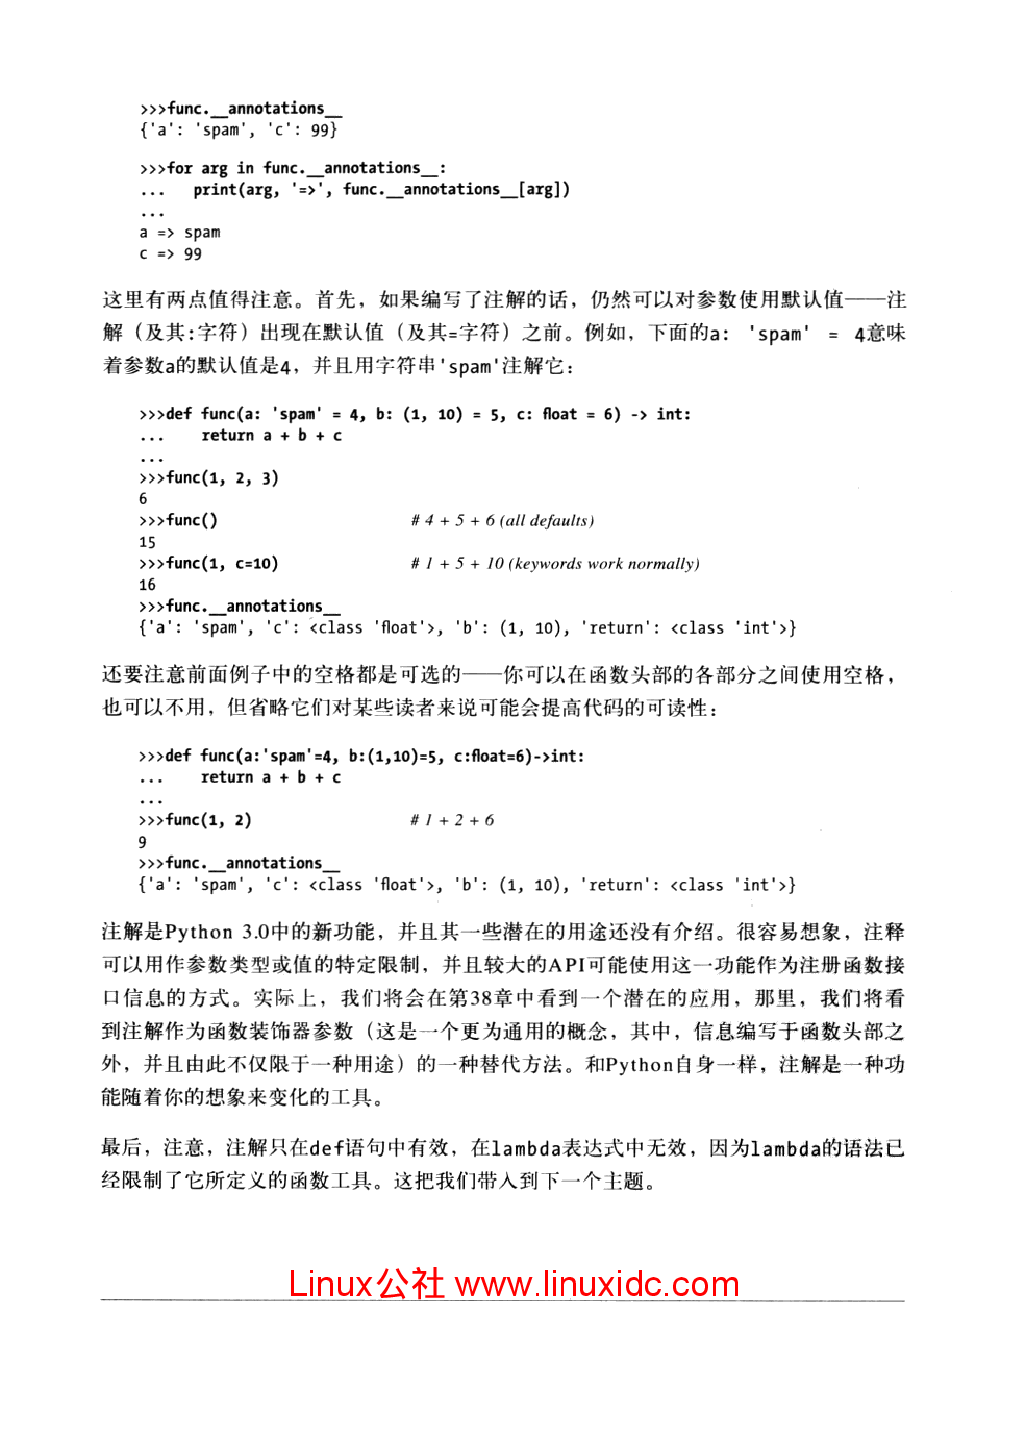 >>>func.__annotations__
{'a': 'spam', 'c': 99}
>>>for arg in func.__annotations__:
...    print(arg, '=>', func.__annotations__[arg])
...
a => spam
c => 99
这里有两点值得注意。首先，如果编写了注解的话，仍然可以对参数使用默认值——注
解（及其:字符）出现在默认值（及其=字符）之前。例如，下面的a: 'spam' = 4意味
着参数a的默认值是4，并且用字符串'spam'注解它：
>>>def func(a: 'spam' = 4, b: (1, 10) = 5, c: float = 6) -> int:
...     return a + b + c
...
>>>func(1, 2, 3)
6
>>>func()                      # 4 + 5 + 6 (all defaults)
15
>>>func(1, c=10)               # 1 + 5 + 10 (keywords work normally)
16
>>>func.__annotations__
{'a': 'spam', 'c': <class 'float'>, 'b': (1, 10), 'return': <class 'int'>}
还要注意前面例子中的空格都是可选的——你可以在函数头部的各部分之间使用空格，
也可以不用，但省略它们对某些读者来说可能会提高代码的可读性：
>>>def func(a:'spam'=4, b:(1,10)=5, c:float=6)->int:
...     return a + b + c
...
>>>func(1, 2)                  # 1 + 2 + 6
9
>>>func.__annotations__
{'a': 'spam', 'c': <class 'float'>, 'b': (1, 10), 'return': <class 'int'>}
注解是Python 3.0中的新功能，并且其一些潜在的用途还没有介绍。很容易想象，注释
可以用作参数类型或值的特定限制，并且较大的API可能使用这一功能作为注册函数接
口信息的方式。实际上，我们将会在第38章中看到一个潜在的应用，那里，我们将看
到注解作为函数装饰器参数（这是一个更为通用的概念，其中，信息编写于函数头部之
外，并且由此不仅限于一种用途）的一种替代方法。和Python自身一样，注解是一种功
能随着你的想象来变化的工具。
最后，注意，注解只在def语句中有效，在lambda表达式中无效，因为lambda的语法已
经限制了它所定义的函数工具。这把我们带入到下一个主题。
Linux公社 www.linuxidc.com